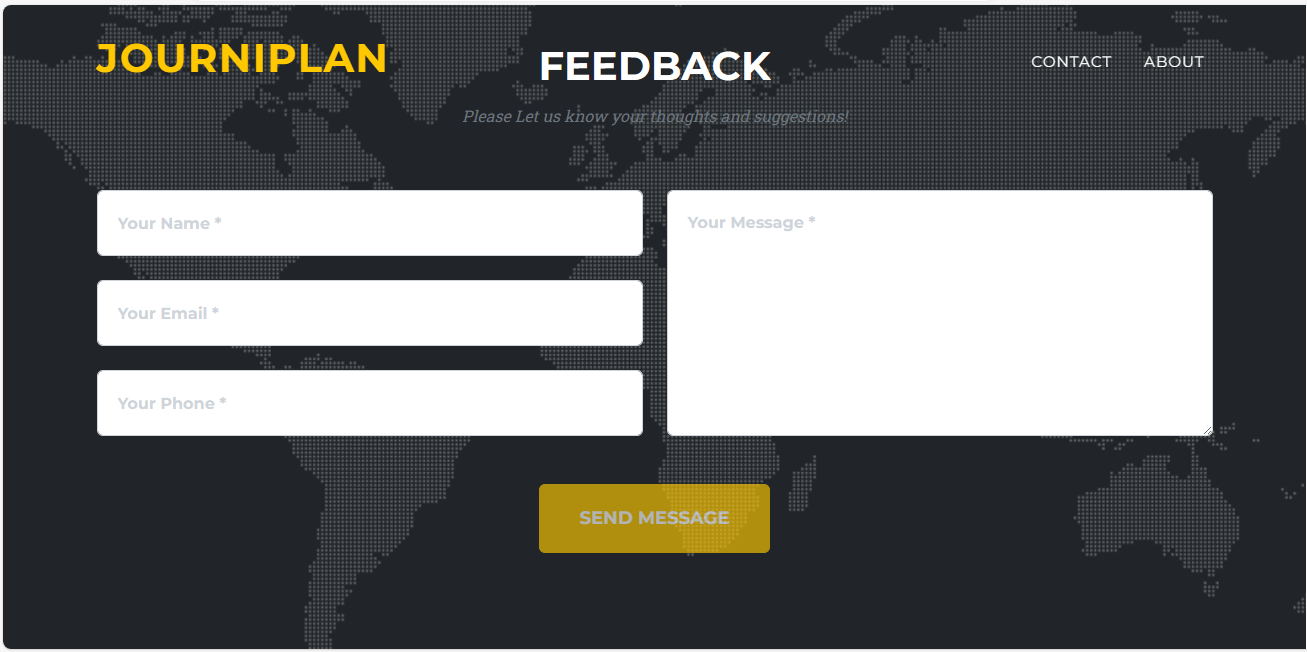 JOURNIPLAN
FEEDBACK
CONTACT
ABOUT
Please Let us know your thoughts and suggestions!
Your Name *
Your Email *
Your Phone *
Your Message *
SEND MESSAGE